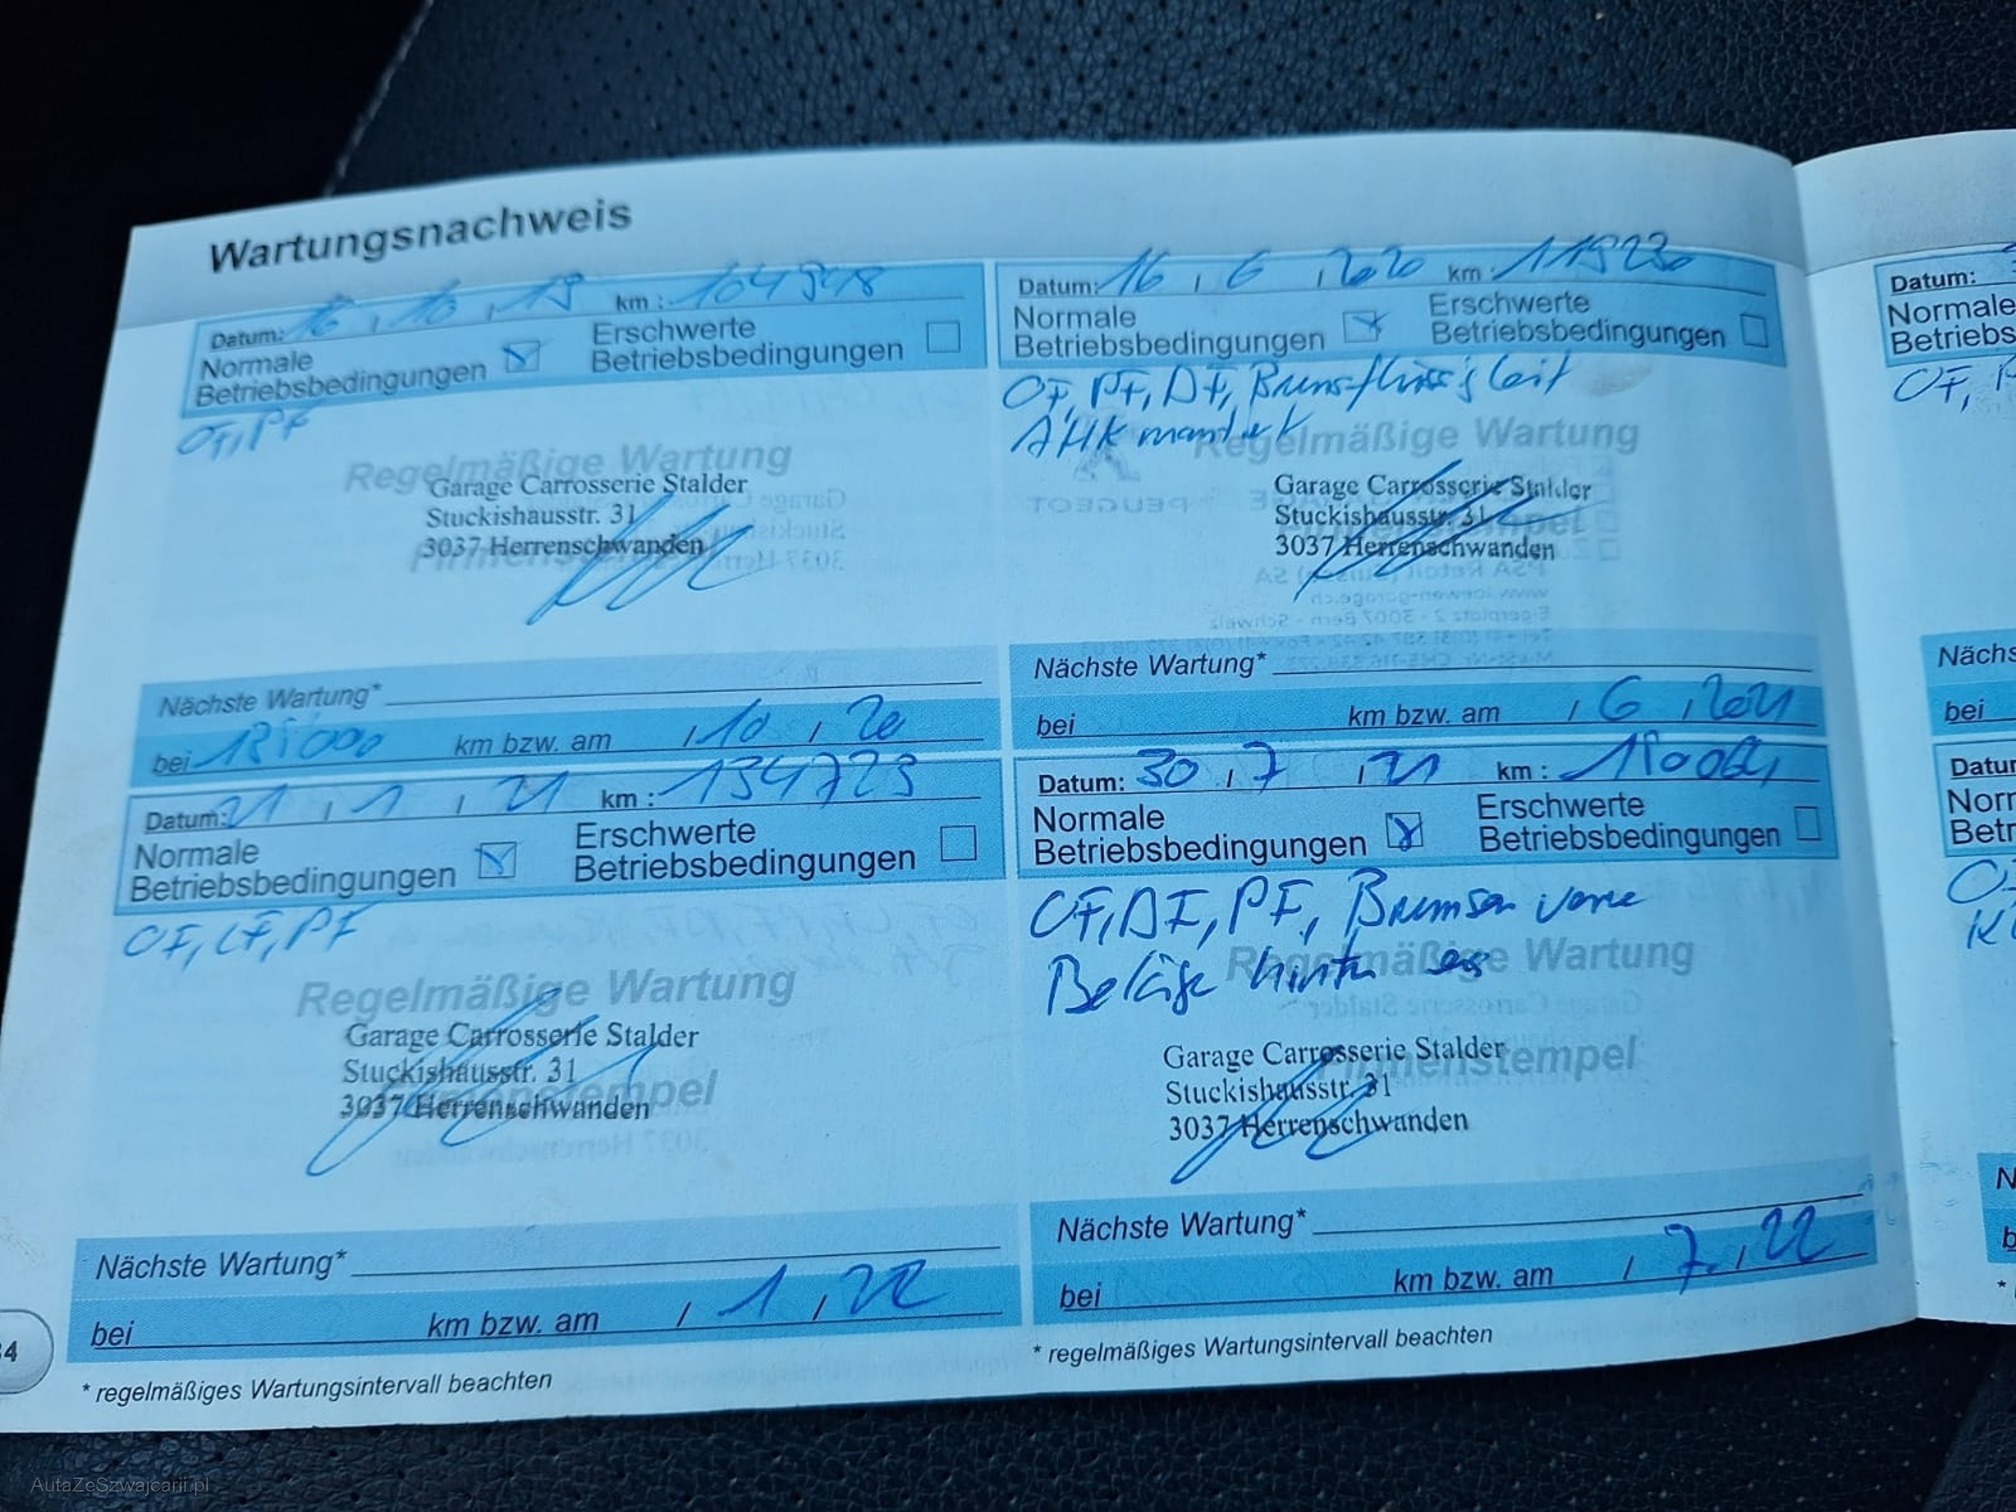 Wartungsnachweis
Datum: 16 / 10 / 19 km : 104948
Normale Betriebsbedingungen Erschwerte Betriebsbedingungen
OF, PF
Regelmäßige Wartung
Garage Carrosserie Stalder
Stuckishausstr. 31
3037 Herrenschwanden
Nächste Wartung*
bei km bzw. am / 10 / 20
Datum: 16 / 6 / 2020 km :
Normale Betriebsbedingungen Erschwerte Betriebsbedingungen
OF, PF, DF, Bremsflüssigkeit
AHK montiert
Regelmäßige Wartung
Garage Carrosserie Stalder
Stuckishausstr. 31
3037 Herrenschwanden
Nächste Wartung*
bei km bzw. am / 6 / 2021
Datum: 21 / 1 / 21 km : 134723
Normale Betriebsbedingungen Erschwerte Betriebsbedingungen
OF, LF, PF
Regelmäßige Wartung
Garage Carrosserie Stalder
Stuckishausstr. 31
3037 Herrenschwanden
Nächste Wartung*
bei km bzw. am / 1 / 22
* regelmäßiges Wartungsintervall beachten
Datum: 30 / 7 / 21 km :
Normale Betriebsbedingungen Erschwerte Betriebsbedingungen
OF, DF, PF, Bremsen vorne
Beläge hinten
Regelmäßige Wartung
Firmenstempel
Garage Carrosserie Stalder
Stuckishausstr. 31
3037 Herrenschwanden
Nächste Wartung*
bei km bzw. am / 7 / 22
* regelmäßiges Wartungsintervall beachten
Datum:
Normale
bei
AutaZeSzwajcarii.pl